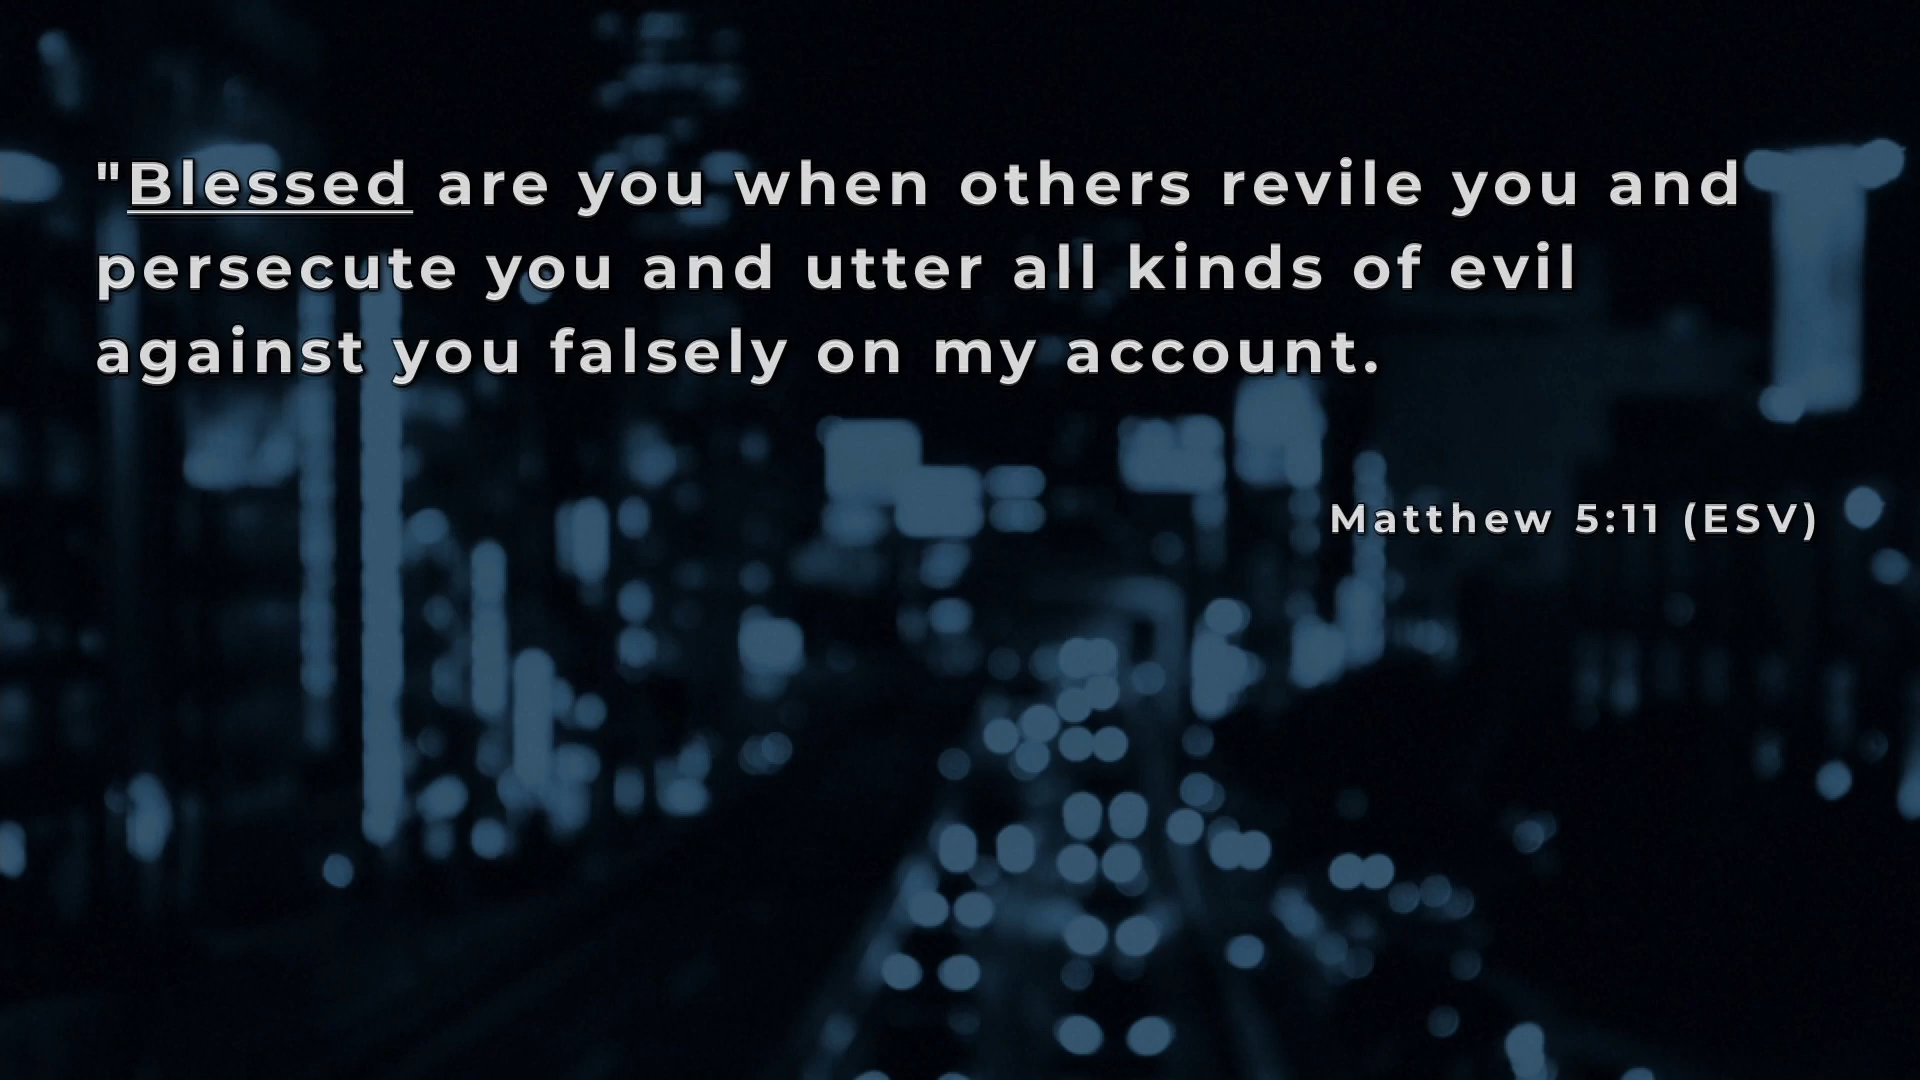 "Blessed are you when others revile you and
persecute you and utter all kinds of evil
against you falsely on my account.
Matthew 5:11 (ESV)